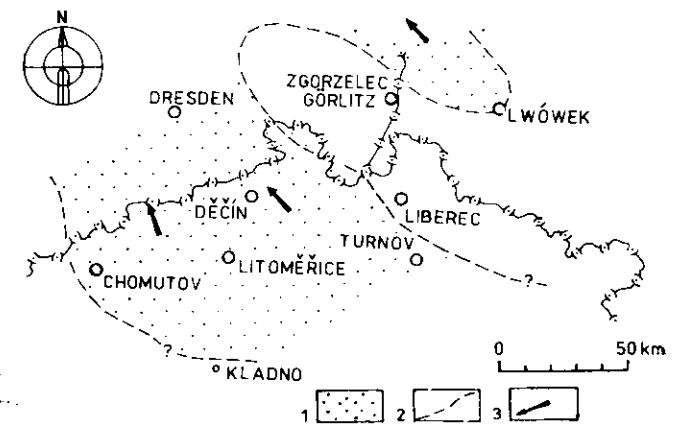 N
ZGORZELEC
GÖRLITZ
DRESDEN
LWÓWEK
DĚČÍN
LIBEREC
TURNOV
LITOMĚŘICE
CHOMUTOV
?
?
KLADNO
0 50 km
1 2 3